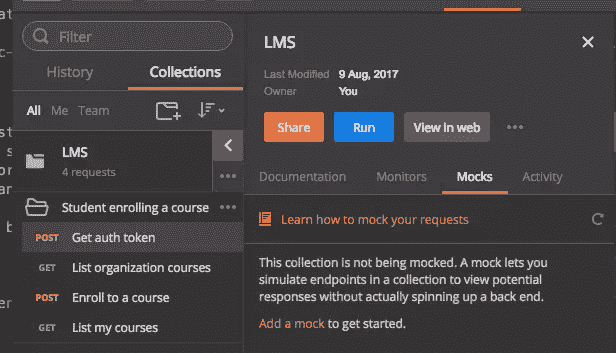 Filter
History Collections
All Me Team
LMS
4 requests
Student enrolling a course
POST Get auth token
GET List organization courses
POST Enroll to a course
GET List my courses
LMS
Last Modified 9 Aug, 2017
Owner You
Share Run View in web
Documentation Monitors Mocks Activity
Learn how to mock your requests
This collection is not being mocked. A mock lets you
simulate endpoints in a collection to view potential
responses without actually spinning up a back end.
Add a mock to get started.